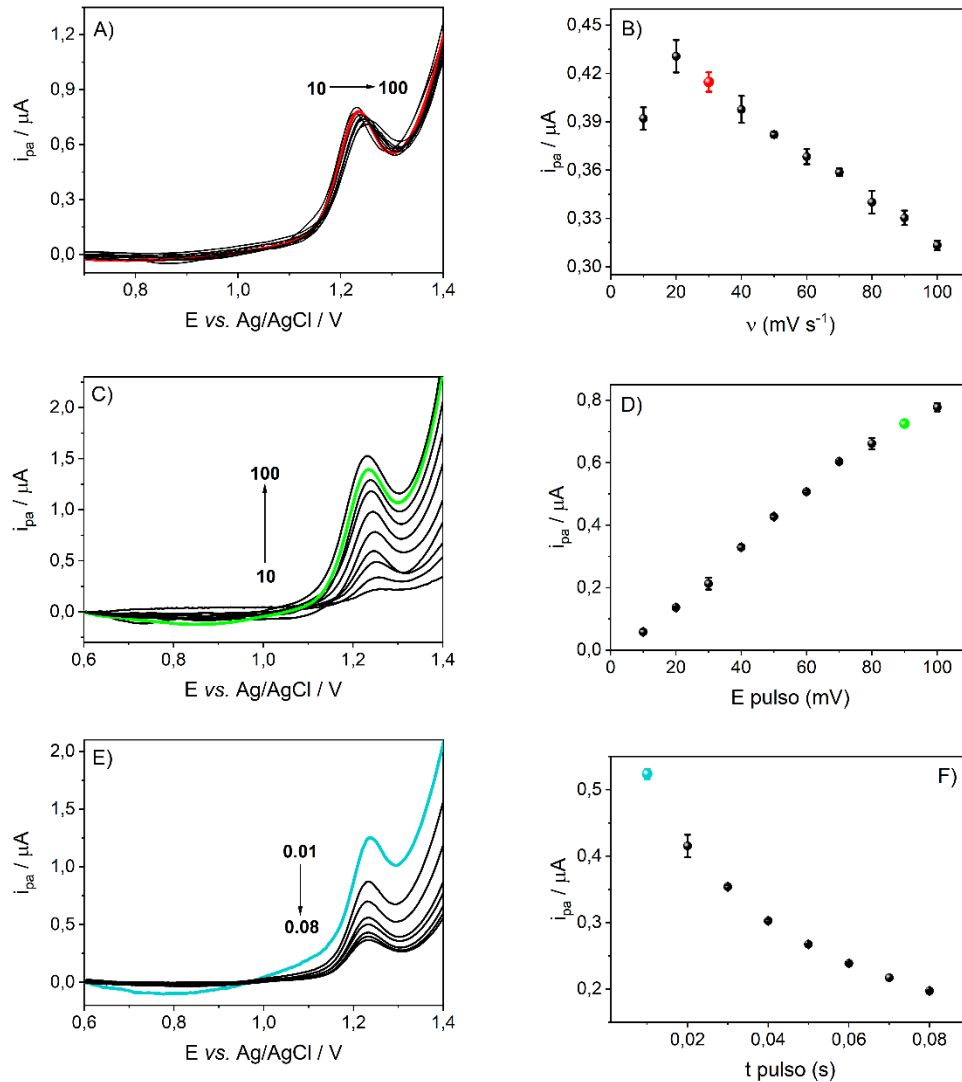 A)
1,2
0,9
0,6
0,3
0,0
i_pa / μA
10 → 100
0,8 1,0 1,2 1,4
E vs. Ag/AgCl / V
B)
0,45
0,42
0,39
0,36
0,33
0,30
i_pa / μA
0 20 40 60 80 100
ν (mV s⁻¹)
C)
2,0
1,5
1,0
0,5
0,0
i_pa / μA
100
10
0,6 0,8 1,0 1,2 1,4
E vs. Ag/AgCl / V
D)
0,8
0,6
0,4
0,2
0,0
i_pa / μA
0 20 40 60 80 100
E pulso (mV)
E)
2,0
1,5
1,0
0,5
0,0
i_pa / μA
0.01
0.08
0,6 0,8 1,0 1,2 1,4
E vs. Ag/AgCl / V
F)
0,5
0,4
0,3
0,2
i_pa / μA
0,02 0,04 0,06 0,08
t pulso (s)